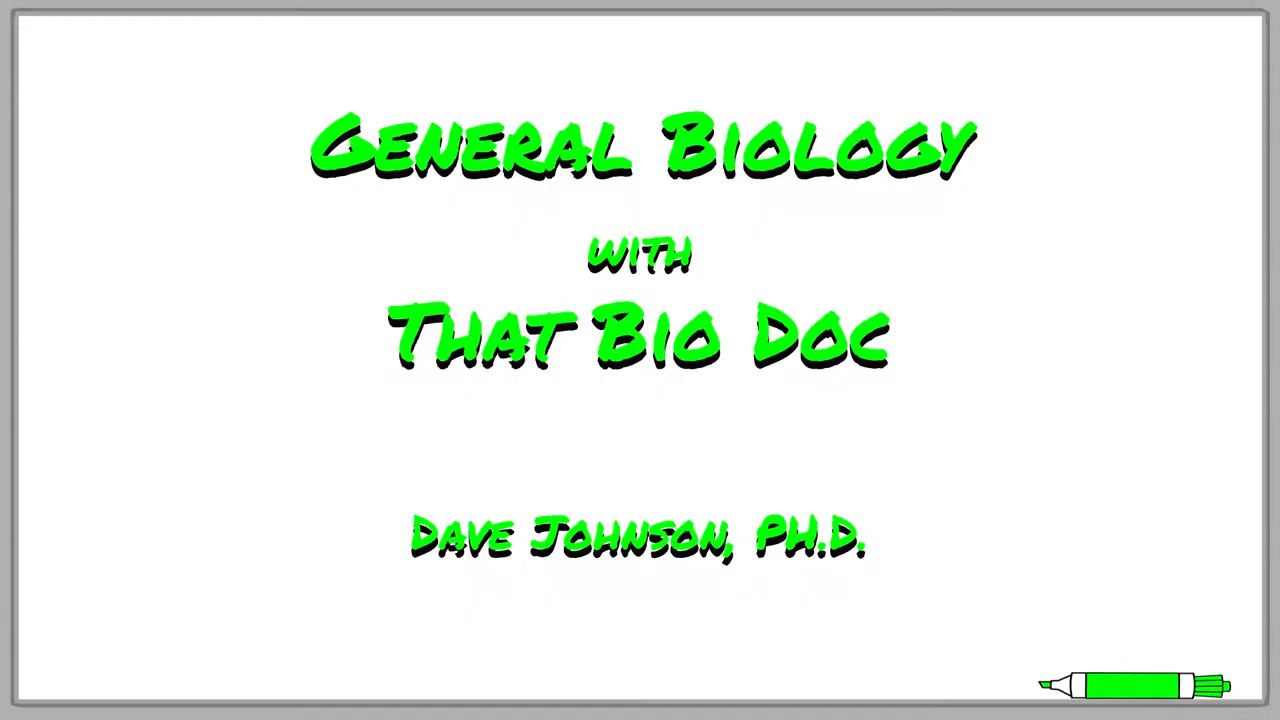 General Biology
with
That Bio Doc
Dave Johnson, PH.D.